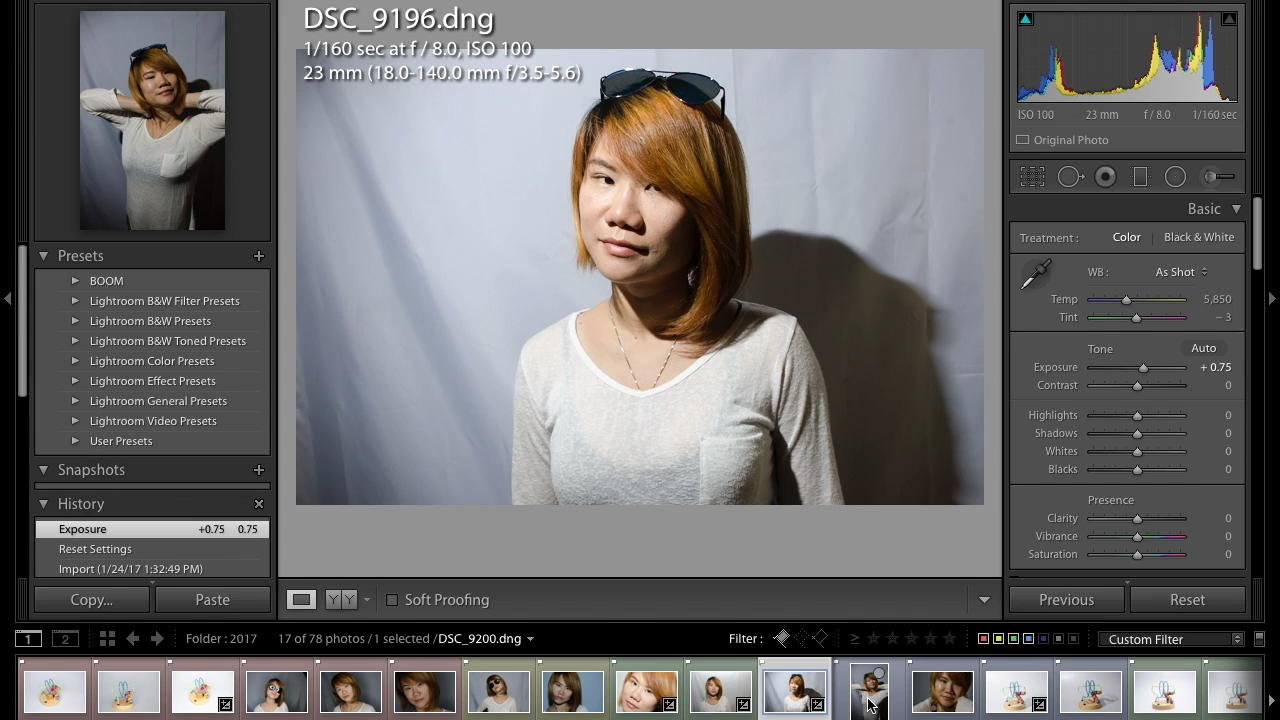 DSC_9196.dng
1/160 sec at f / 8.0, ISO 100
23 mm (18.0-140.0 mm f/3.5-5.6)
Presets
BOOM
Lightroom B&W Filter Presets
Lightroom B&W Presets
Lightroom B&W Toned Presets
Lightroom Color Presets
Lightroom Effect Presets
Lightroom General Presets
Lightroom Video Presets
User Presets
Snapshots
History
Exposure +0.75 0.75
Reset Settings
Import (1/24/17 1:32:49 PM)
Copy... Paste
Y Y
Soft Proofing
ISO 100 23 mm f / 8.0 1/160 sec
Original Photo
Basic
Treatment : Color Black & White
WB : As Shot
Temp 5,850
Tint – 3
Tone Auto
Exposure + 0.75
Contrast 0
Highlights 0
Shadows 0
Whites 0
Blacks 0
Presence
Clarity 0
Vibrance 0
Saturation 0
Previous Reset
1 2 Folder : 2017 17 of 78 photos / 1 selected / DSC_9200.dng Filter : ≥ Custom Filter